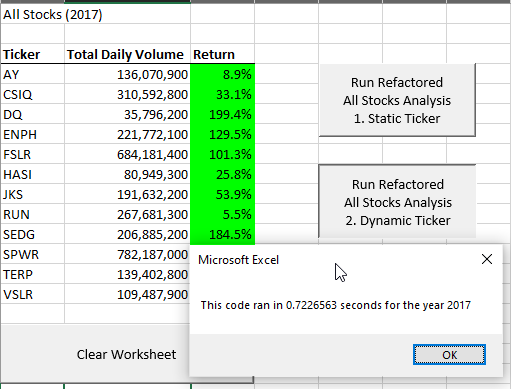 All Stocks (2017)
Ticker Total Daily Volume Return
AY 136,070,900 8.9%
CSIQ 310,592,800 33.1%
DQ 35,796,200 199.4%
ENPH 221,772,100 129.5%
FSLR 684,181,400 101.3%
HASI 80,949,300 25.8%
JKS 191,632,200 53.9%
RUN 267,681,300 5.5%
SEDG 206,885,200 184.5%
SPWR 782,187,000
TERP 139,402,800
VSLR 109,487,900
Run Refactored
All Stocks Analysis
1. Static Ticker
Run Refactored
All Stocks Analysis
2. Dynamic Ticker
Microsoft Excel
This code ran in 0.7226563 seconds for the year 2017
OK
Clear Worksheet